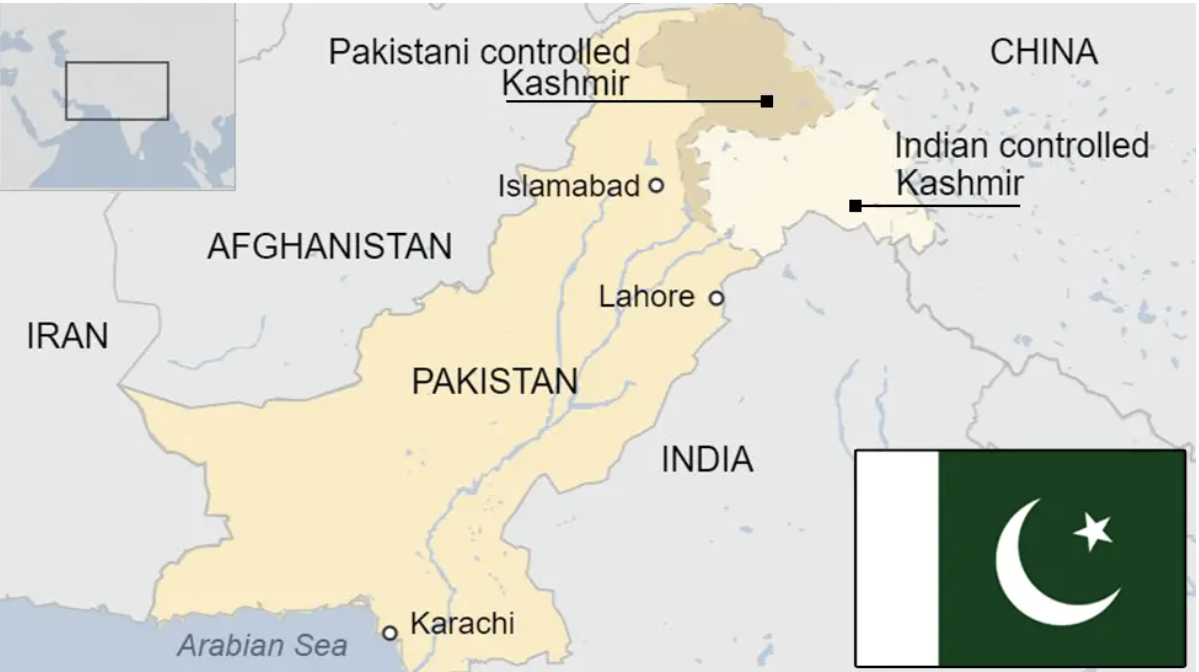 Pakistani controlled
Kashmir
CHINA
Indian controlled
Kashmir
Islamabad
AFGHANISTAN
Lahore
IRAN
PAKISTAN
INDIA
Karachi
Arabian Sea